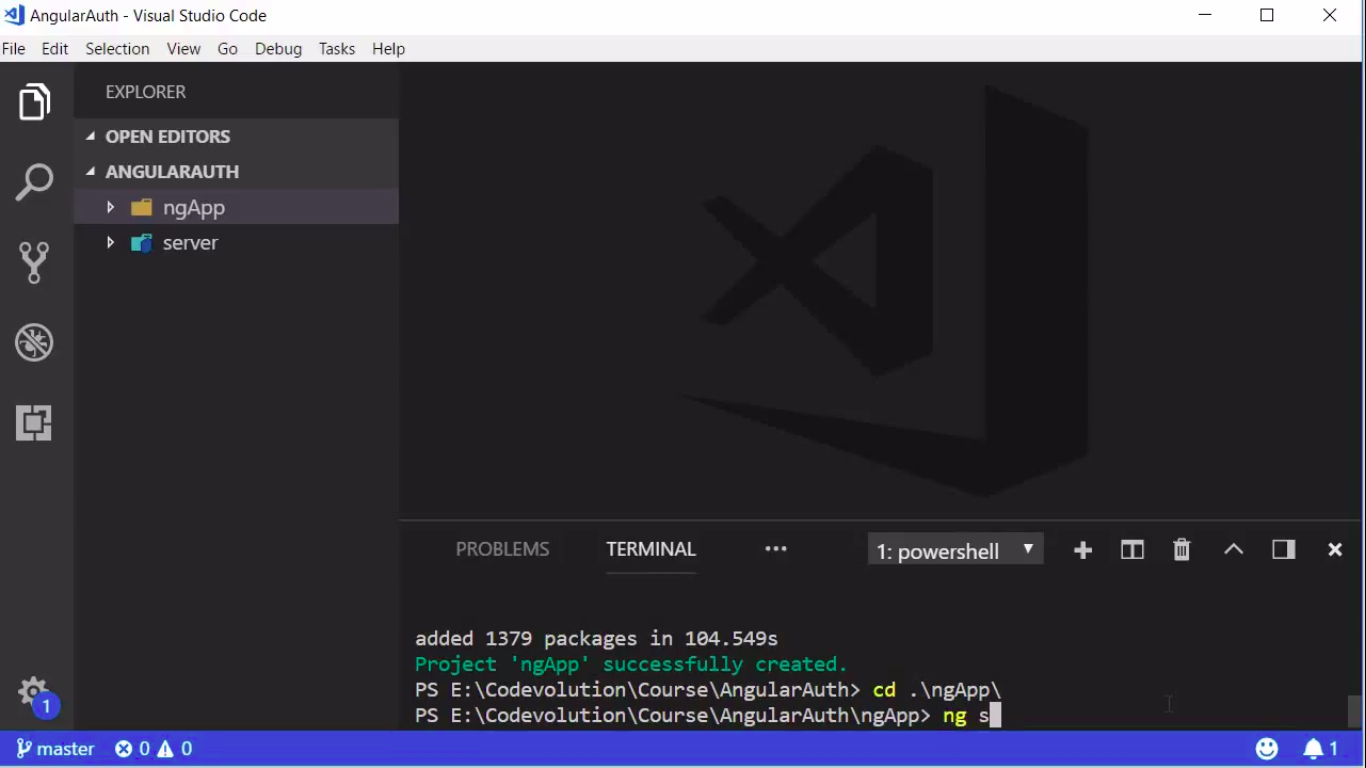 AngularAuth - Visual Studio Code
File Edit Selection View Go Debug Tasks Help
EXPLORER
OPEN EDITORS
ANGULARAUTH
ngApp
server
PROBLEMS TERMINAL ••• 1: powershell
added 1379 packages in 104.549s
Project 'ngApp' successfully created.
PS E:\Codevolution\Course\AngularAuth> cd .\ngApp\
PS E:\Codevolution\Course\AngularAuth\ngApp> ng s
1
master 0 0 1